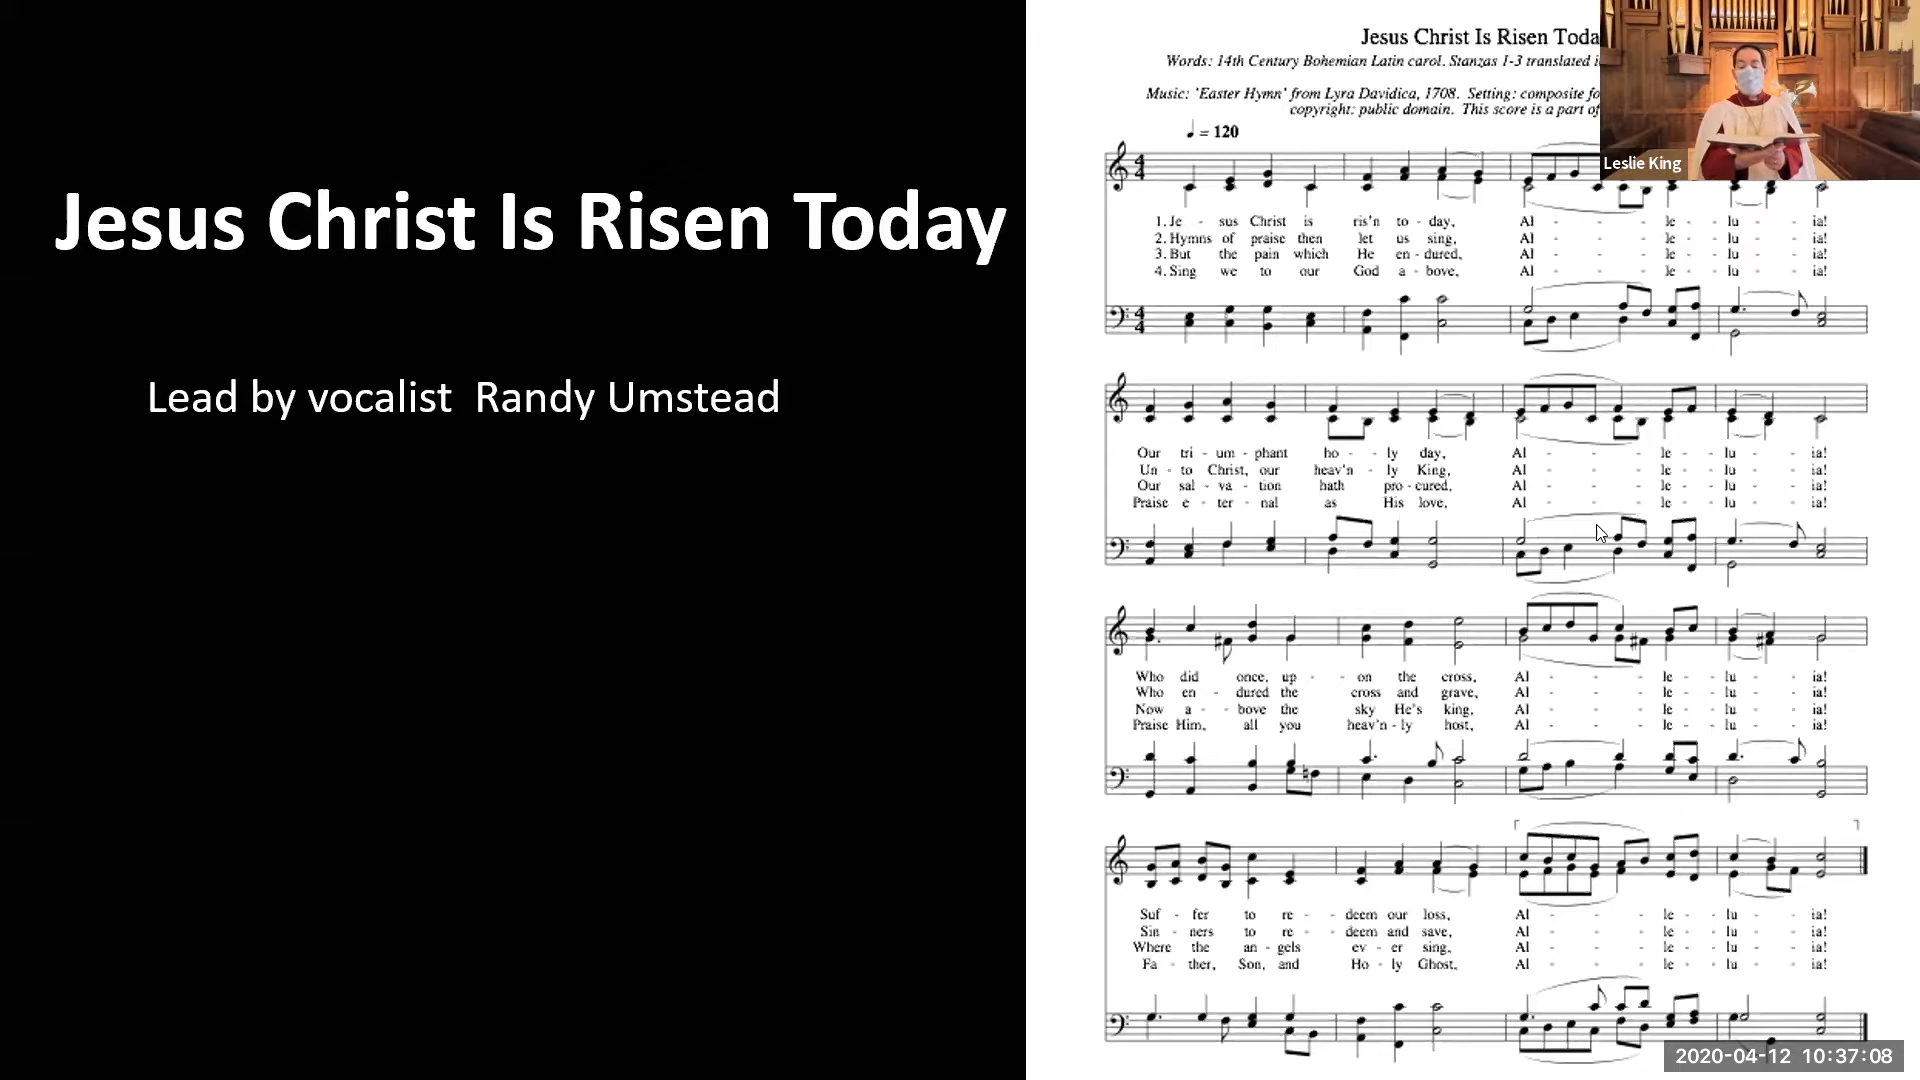 Jesus Christ Is Risen Today
Lead by vocalist Randy Umstead
Jesus Christ Is Risen Toda
Words: 14th Century Bohemian Latin carol. Stanzas 1-3 translated i
Music: 'Easter Hymn' from Lyra Davidica, 1708. Setting: composite fo
copyright: public domain. This score is a part of
= 120
Leslie King
1. Je - sus Christ is ris'n to - day, Al - - - - le - lu - ia!
2. Hymns of praise then let us sing, Al - - - - le - lu - ia!
3. But the pain which He en - dured, Al - - - - le - lu - ia!
4. Sing we to our God a - bove, Al - - - - le - lu - ia!
Our tri - um - phant ho - - ly day, Al - - - - le - lu - ia!
Un - to Christ, our heav'n - ly King, Al - - - - le - lu - ia!
Our sal - va - tion hath pro - cured, Al - - - - le - lu - ia!
Praise e - ter - nal as His love, Al - - - - le - lu - ia!
Who did once, up - on the cross, Al - - - - le - lu - ia!
Who en - dured the cross and grave, Al - - - - le - lu - ia!
Now a - bove the sky He's king, Al - - - - le - lu - ia!
Praise Him, all you heav'n - ly host, Al - - - - le - lu - ia!
Suf - fer to re - deem our loss, Al - - - - le - lu - ia!
Sin - ners to re - deem and save, Al - - - - le - lu - ia!
Where the an - gels ev - er sing, Al - - - - le - lu - ia!
Fa - ther, Son, and Ho - ly Ghost, Al - - - - le - lu - ia!
2020-04-12 10:37:08